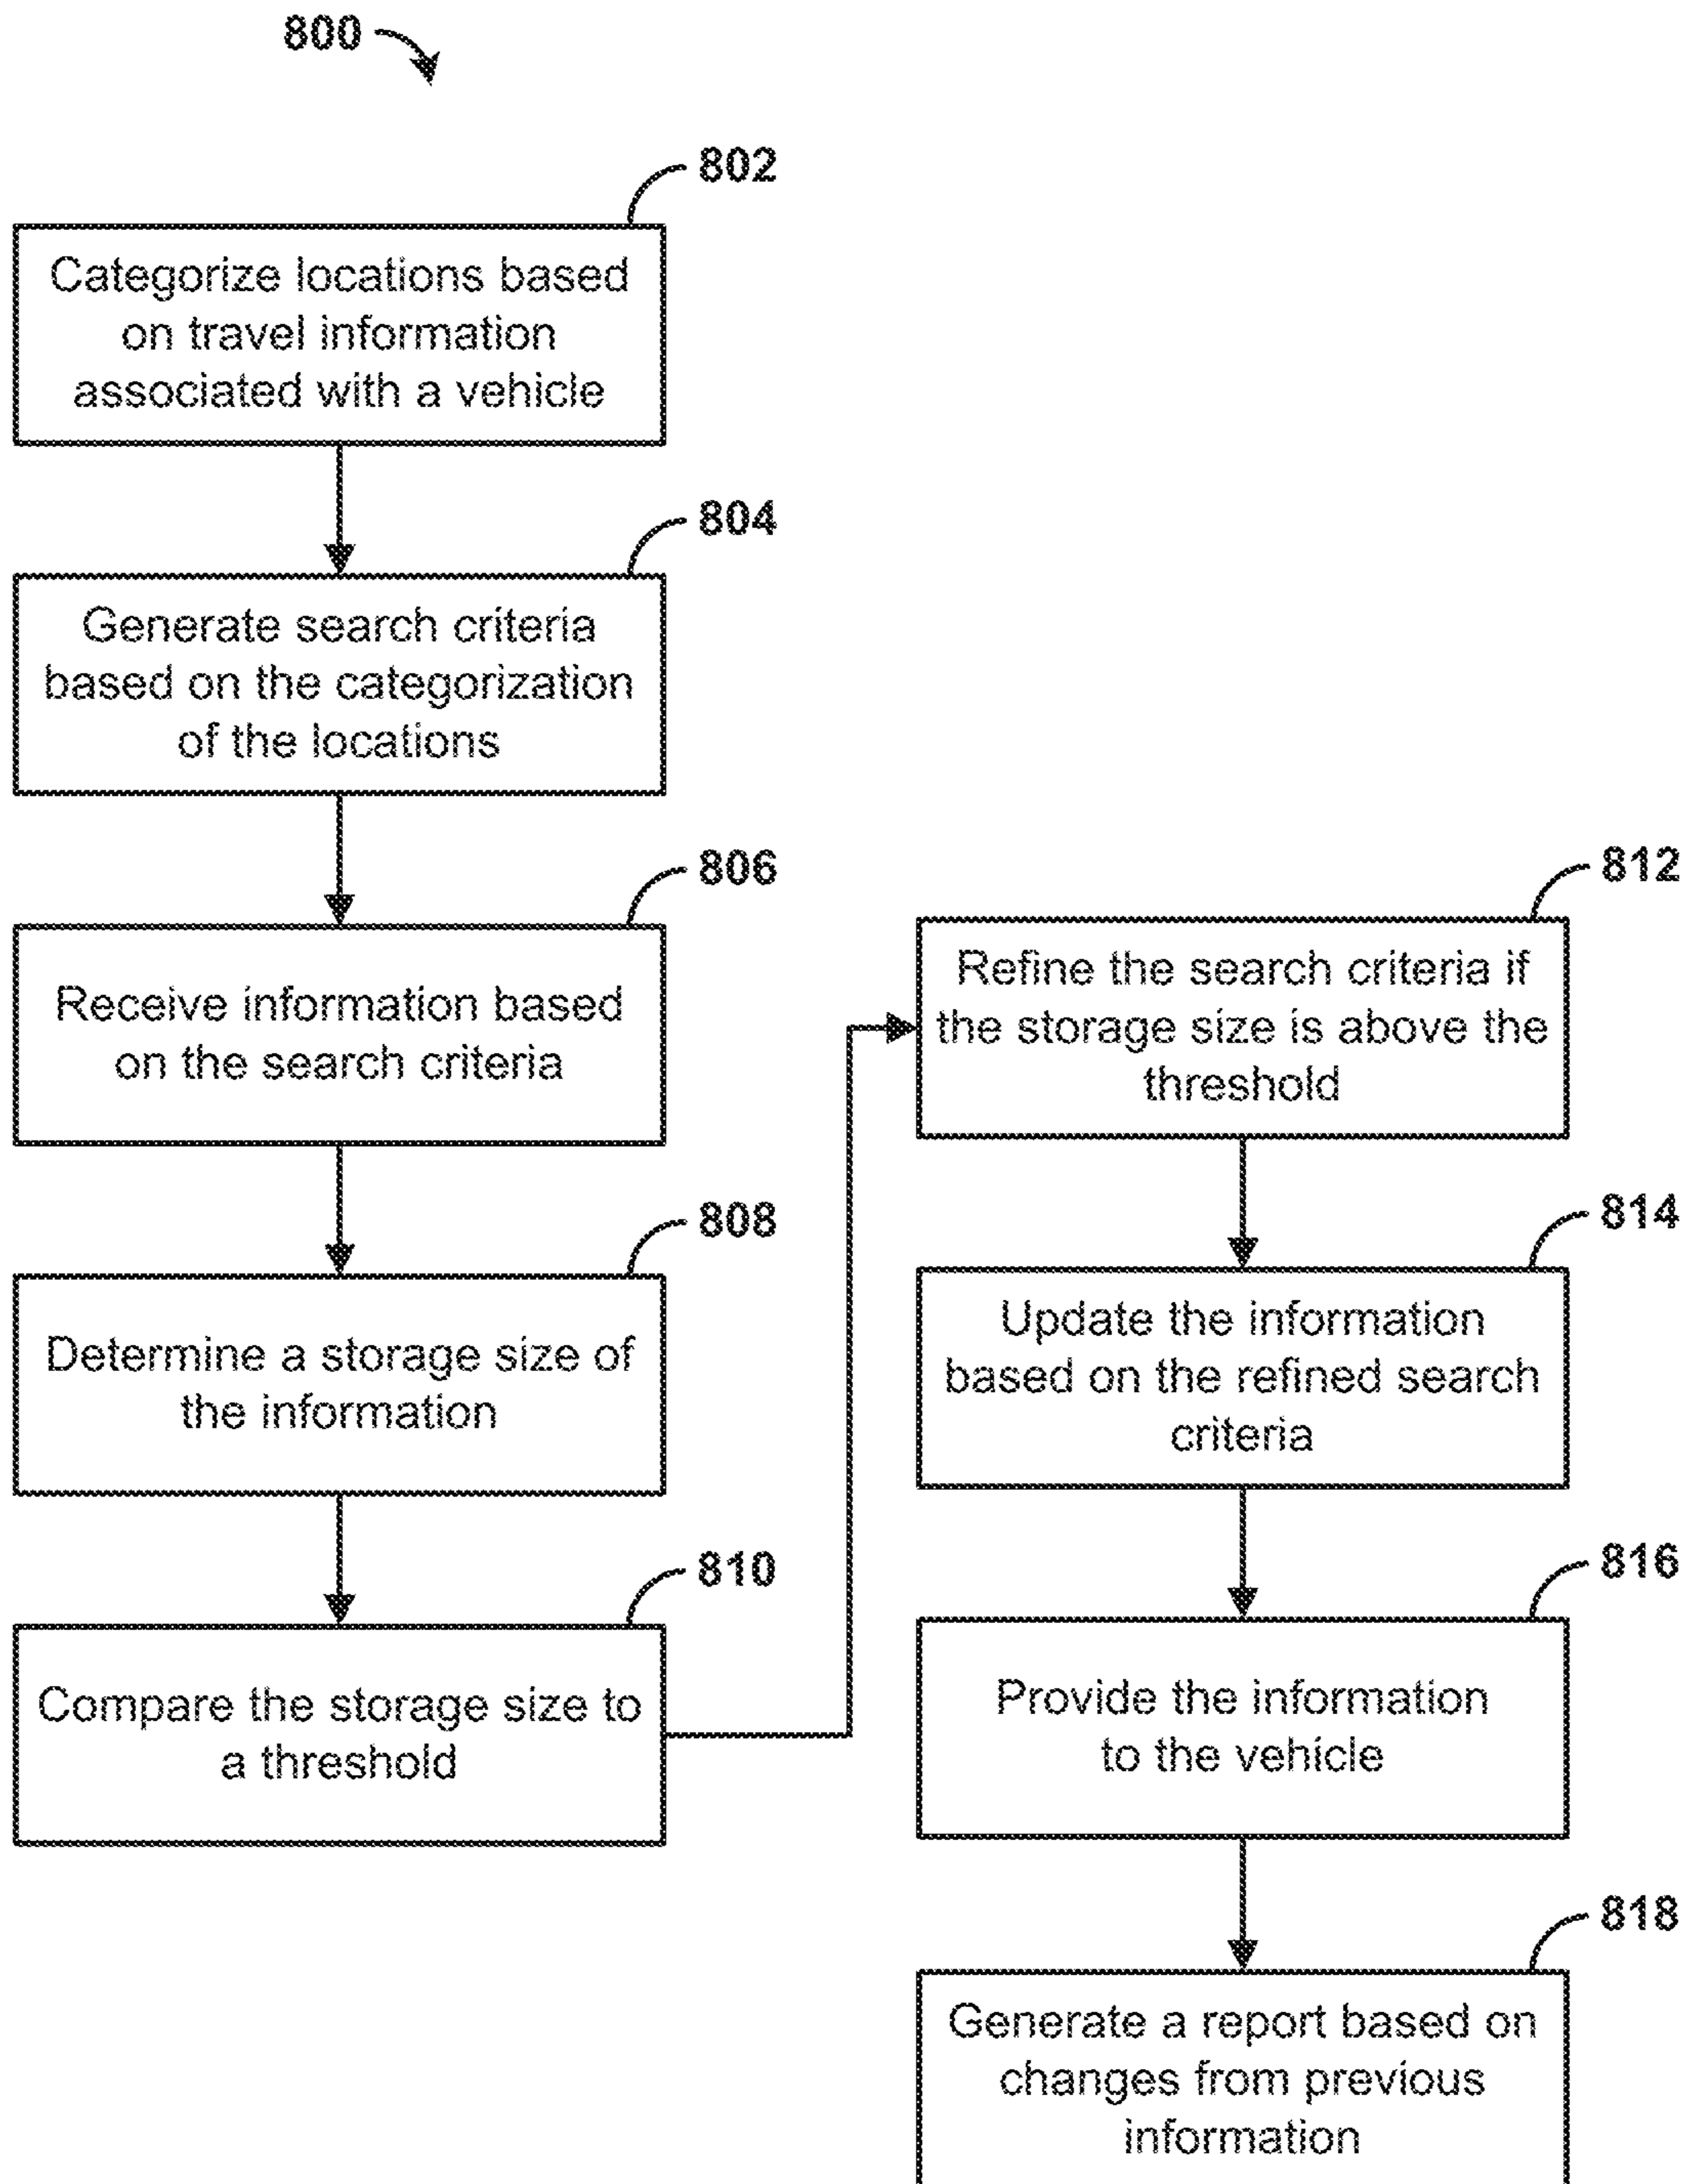 800
802
Categorize locations based
on travel information
associated with a vehicle
804
Generate search criteria
based on the categorization
of the locations
806
Receive information based
on the search criteria
808
Determine a storage size of
the information
810
Compare the storage size to
a threshold
812
Refine the search criteria if
the storage size is above the
threshold
814
Update the information
based on the refined search
criteria
816
Provide the information
to the vehicle
818
Generate a report based on
changes from previous
information